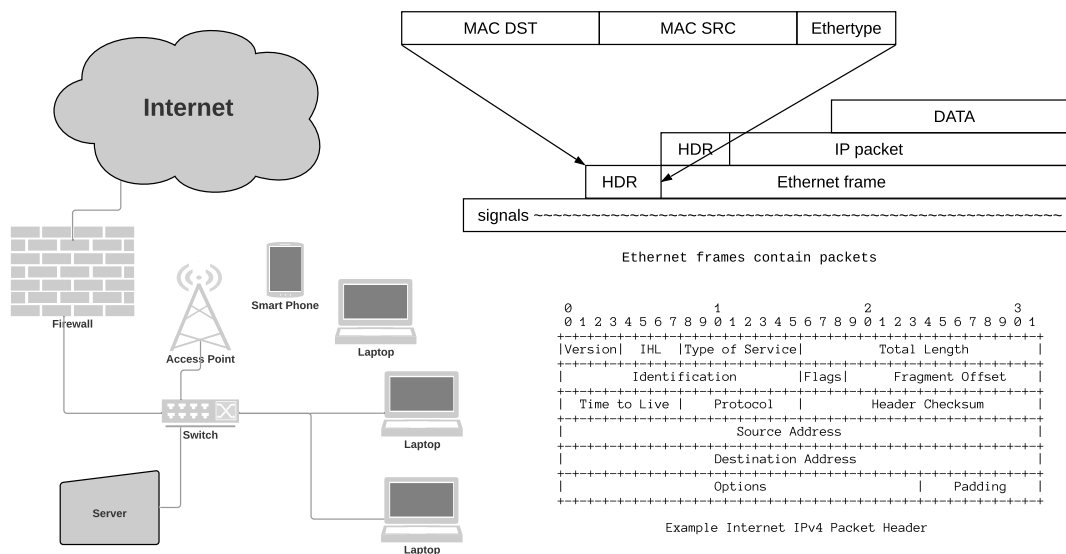 Internet
Firewall
Access Point
Smart Phone
Laptop
Laptop
Switch
Server
Laptop
MAC DST MAC SRC Ethertype
DATA
HDR IP packet
HDR Ethernet frame
signals ~~~~~~~~~~~~~~~~~~~~~~~~~~~~~~~~~~~~~~~~~~~~~~~~~~~~~~~
Ethernet frames contain packets
0                   1                   2                   3
0 1 2 3 4 5 6 7 8 9 0 1 2 3 4 5 6 7 8 9 0 1 2 3 4 5 6 7 8 9 0 1
+-+-+-+-+-+-+-+-+-+-+-+-+-+-+-+-+-+-+-+-+-+-+-+-+-+-+-+-+-+-+-+-+
|Version|  IHL  |Type of Service|          Total Length         |
+-+-+-+-+-+-+-+-+-+-+-+-+-+-+-+-+-+-+-+-+-+-+-+-+-+-+-+-+-+-+-+-+
|         Identification        |Flags|      Fragment Offset    |
+-+-+-+-+-+-+-+-+-+-+-+-+-+-+-+-+-+-+-+-+-+-+-+-+-+-+-+-+-+-+-+-+
|  Time to Live |    Protocol   |         Header Checksum       |
+-+-+-+-+-+-+-+-+-+-+-+-+-+-+-+-+-+-+-+-+-+-+-+-+-+-+-+-+-+-+-+-+
|                       Source Address                          |
+-+-+-+-+-+-+-+-+-+-+-+-+-+-+-+-+-+-+-+-+-+-+-+-+-+-+-+-+-+-+-+-+
|                    Destination Address                        |
+-+-+-+-+-+-+-+-+-+-+-+-+-+-+-+-+-+-+-+-+-+-+-+-+-+-+-+-+-+-+-+-+
|                    Options                    |    Padding    |
+-+-+-+-+-+-+-+-+-+-+-+-+-+-+-+-+-+-+-+-+-+-+-+-+-+-+-+-+-+-+-+-+
Example Internet IPv4 Packet Header